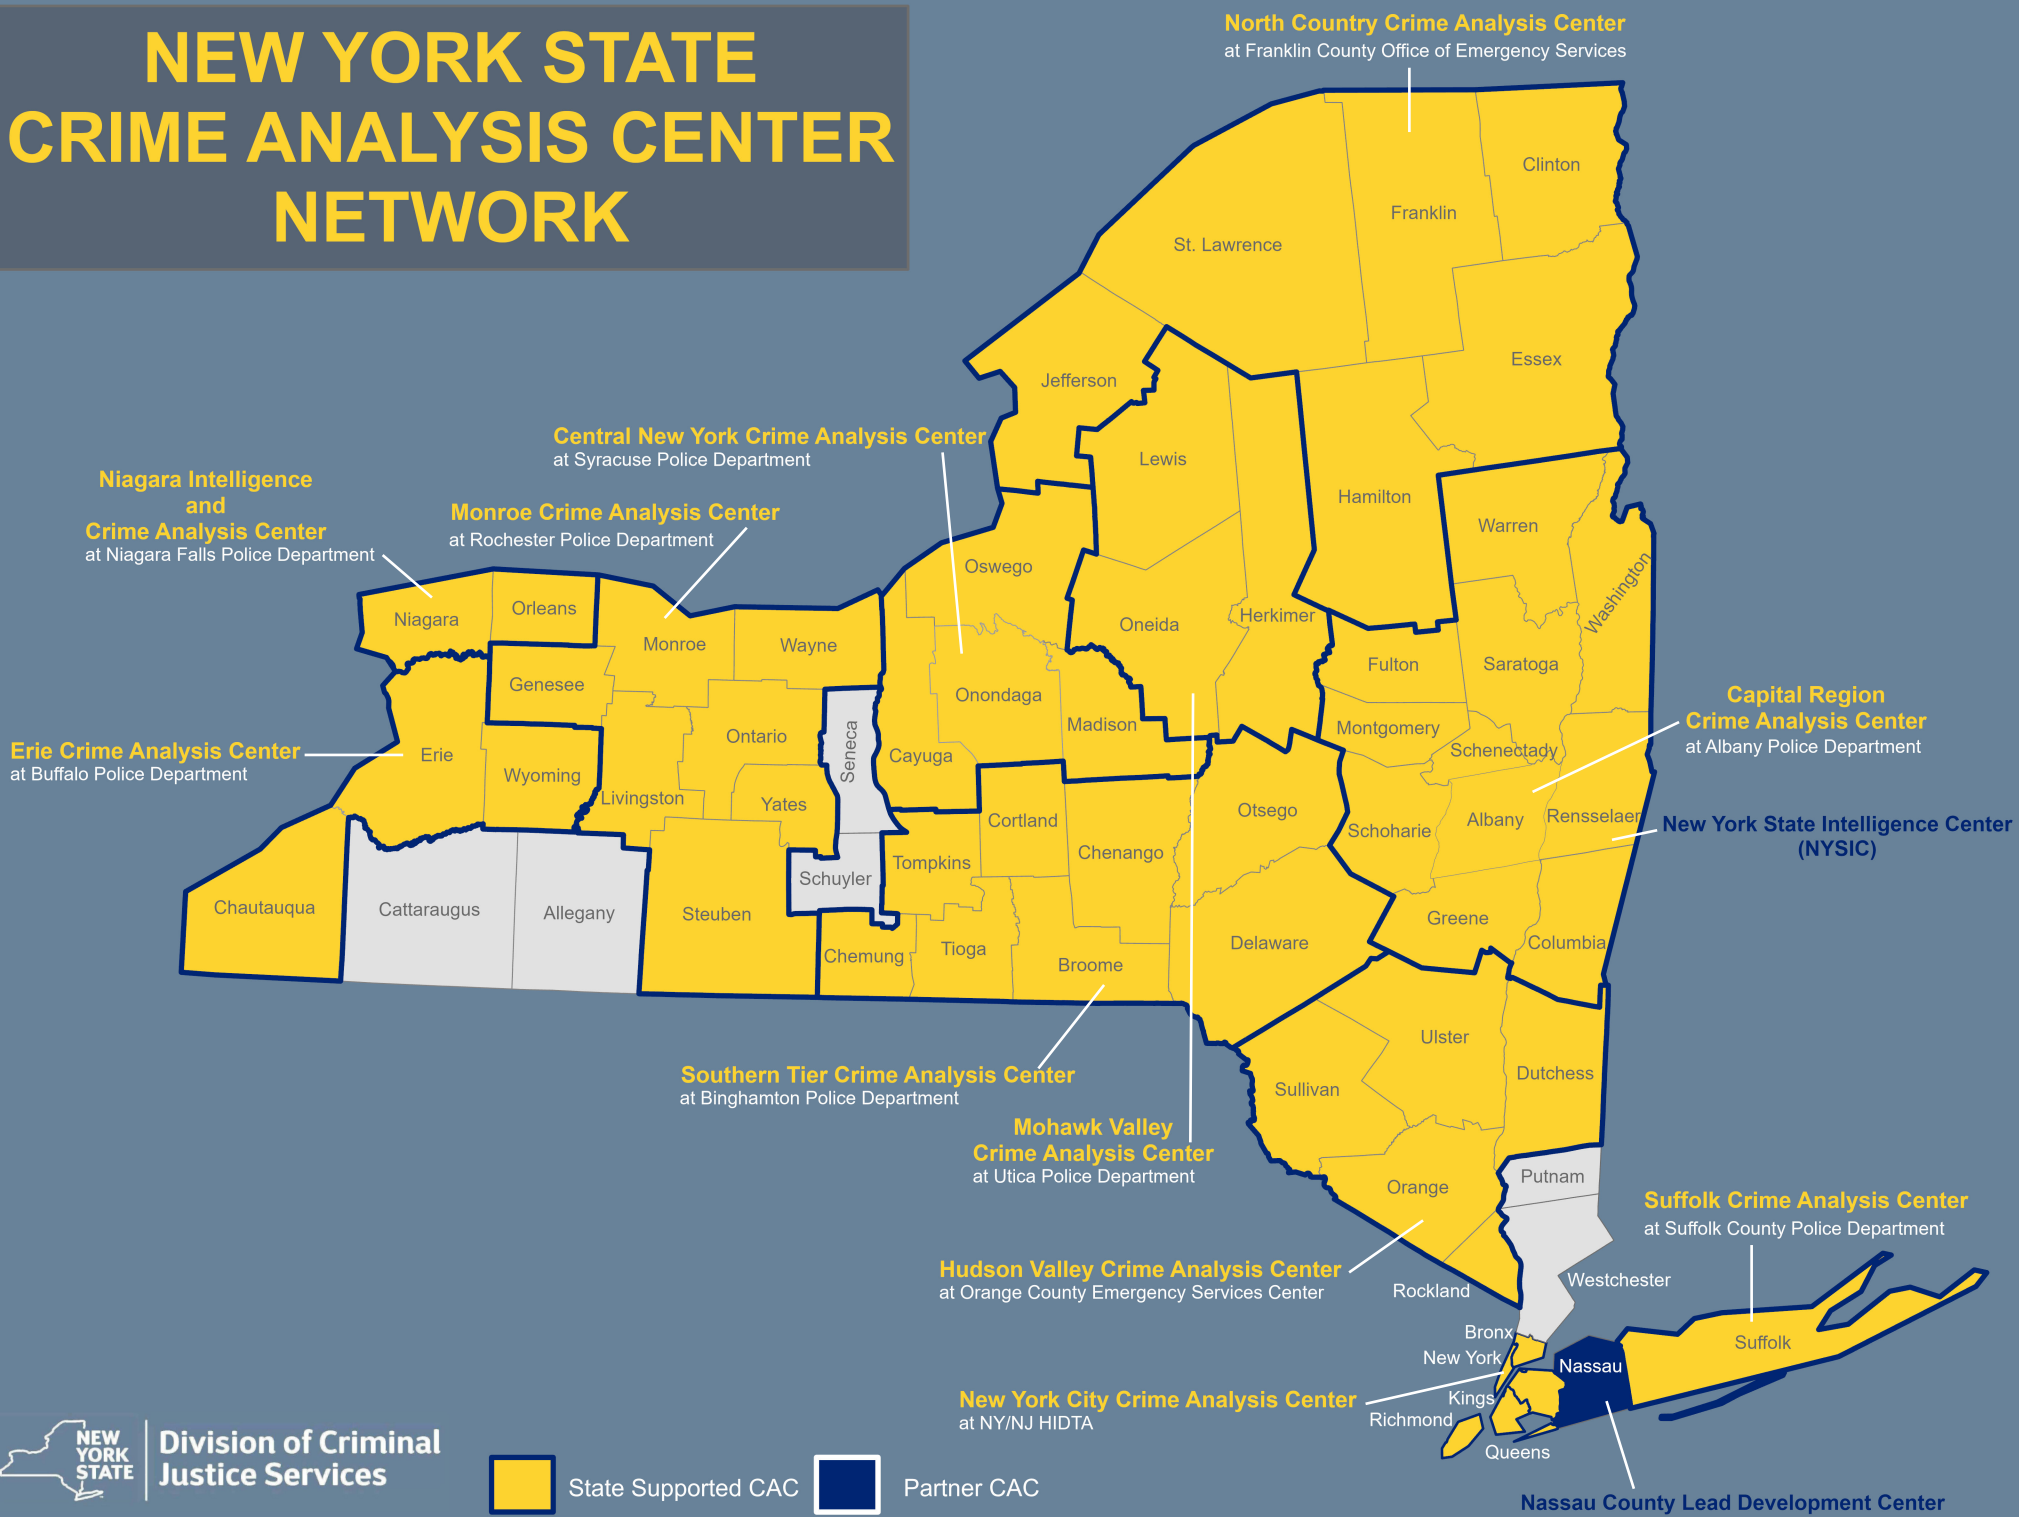 NEW YORK STATE
CRIME ANALYSIS CENTER
NETWORK
North Country Crime Analysis Center
at Franklin County Office of Emergency Services
Clinton
Franklin
St. Lawrence
Essex
Jefferson
Central New York Crime Analysis Center
at Syracuse Police Department
Lewis
Hamilton
Niagara Intelligence
and
Crime Analysis Center
at Niagara Falls Police Department
Monroe Crime Analysis Center
at Rochester Police Department
Warren
Washington
Oswego
Orleans
Niagara
Monroe
Wayne
Oneida
Herkimer
Fulton
Saratoga
Genesee
Onondaga
Madison
Montgomery
Capital Region
Crime Analysis Center
at Albany Police Department
Erie Crime Analysis Center
at Buffalo Police Department
Erie
Wyoming
Ontario
Seneca
Cayuga
Schenectady
Livingston
Yates
Cortland
Otsego
Schoharie
Albany
Rensselaer
New York State Intelligence Center
(NYSIC)
Chenango
Tompkins
Schuyler
Chautauqua
Cattaraugus
Allegany
Steuben
Greene
Columbia
Delaware
Chemung
Tioga
Broome
Ulster
Southern Tier Crime Analysis Center
at Binghamton Police Department
Sullivan
Dutchess
Mohawk Valley
Crime Analysis Center
at Utica Police Department
Orange
Putnam
Suffolk Crime Analysis Center
at Suffolk County Police Department
Hudson Valley Crime Analysis Center
at Orange County Emergency Services Center
Rockland
Westchester
Bronx
New York
Nassau
Suffolk
New York City Crime Analysis Center
at NY/NJ HIDTA
Kings
Richmond
Queens
NEW
YORK
STATE
Division of Criminal
Justice Services
State Supported CAC
Partner CAC
Nassau County Lead Development Center